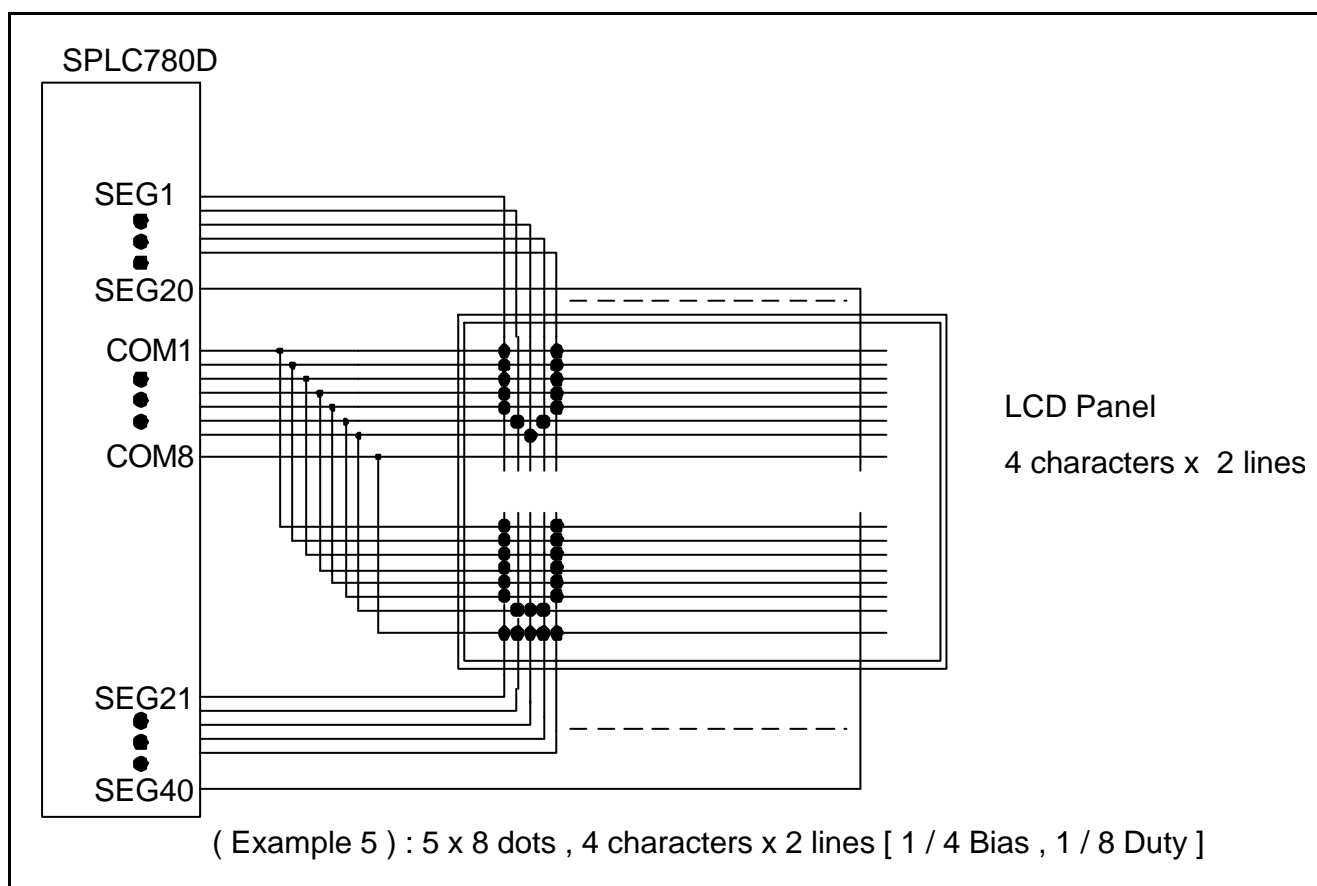 SPLC780D
SEG1
SEG20
COM1
COM8
LCD Panel
4 characters x 2 lines
SEG21
SEG40
( Example 5 ) : 5 x 8 dots , 4 characters x 2 lines [ 1 / 4 Bias , 1 / 8 Duty ]